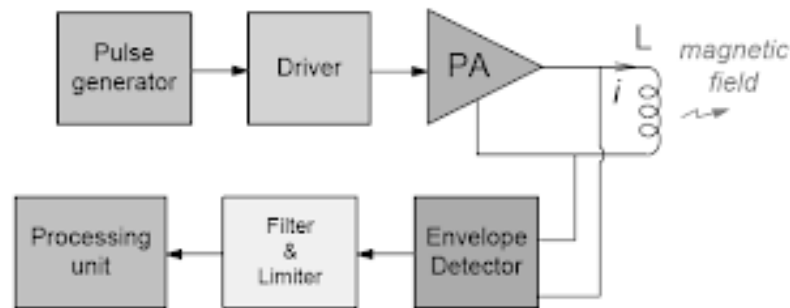 Pulse
generator
Driver
PA
L
i
magnetic
field
Processing
unit
Filter
&
Limiter
Envelope
Detector